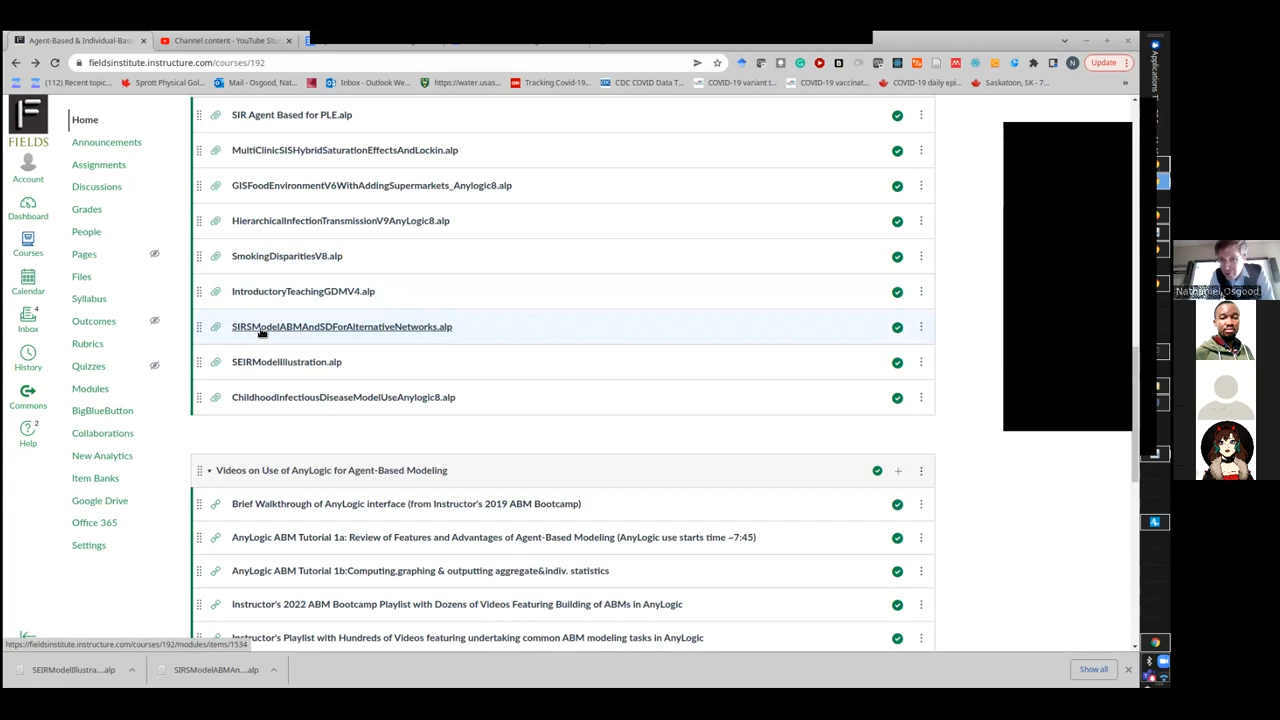 Agent-Based & Individual-Bas
Channel content - YouTube Stu
fieldsinstitute.instructure.com/courses/192
Update
(112) Recent topic...
Sprott Physical Gol...
Mail - Osgood, Nat...
Inbox - Outlook We...
https://water.usas...
Tracking Covid-19...
CDC COVID Data T...
COVID-19 variant t...
COVID-19 vaccinat...
COVID-19 daily epi...
Saskatoon, SK - 7...
FIELDS
Account
Dashboard
Courses
Calendar
4
Inbox
History
Commons
2
Help
Home
Announcements
Assignments
Discussions
Grades
People
Pages
Files
Syllabus
Outcomes
Rubrics
Quizzes
Modules
BigBlueButton
Collaborations
New Analytics
Item Banks
Google Drive
Office 365
Settings
SIR Agent Based for PLE.alp
MultiClinicSISHybridSaturationEffectsAndLockin.alp
GISFoodEnvironmentV6WithAddingSupermarkets_Anylogic8.alp
HierarchicalInfectionTransmissionV9AnyLogic8.alp
SmokingDisparitiesV8.alp
IntroductoryTeachingGDMV4.alp
SIRSModelABMAndSDForAlternativeNetworks.alp
SEIRModelIllustration.alp
ChildhoodInfectiousDiseaseModelUseAnylogic8.alp
Videos on Use of AnyLogic for Agent-Based Modeling
Brief Walkthrough of AnyLogic interface (from Instructor's 2019 ABM Bootcamp)
AnyLogic ABM Tutorial 1a: Review of Features and Advantages of Agent-Based Modeling (AnyLogic use starts time ~7:45)
AnyLogic ABM Tutorial 1b:Computing,graphing & outputting aggregate&indiv. statistics
Instructor's 2022 ABM Bootcamp Playlist with Dozens of Videos Featuring Building of ABMs in AnyLogic
Instructor's Playlist with Hundreds of Videos featuring undertaking common ABM modeling tasks in AnyLogic
https://fieldsinstitute.instructure.com/courses/192/modules/items/1534
SEIRModelIllustra....alp
SIRSModelABMAn....alp
Show all
Applications
Nathaniel Osgood